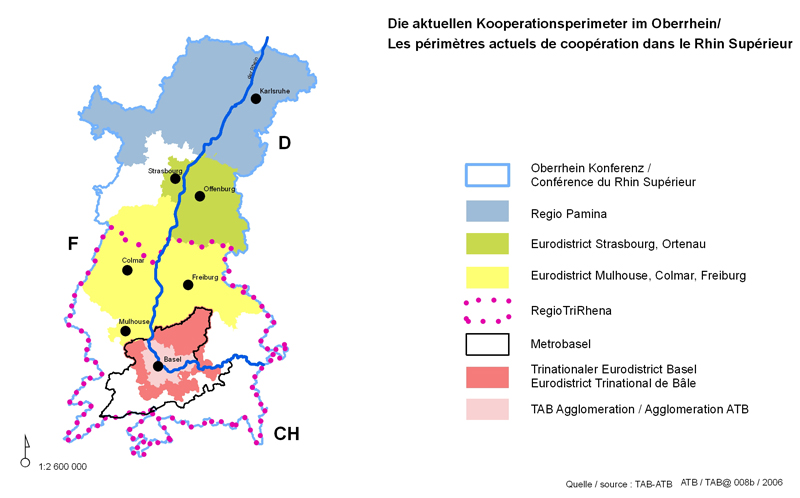 Die aktuellen Kooperationsperimeter im Oberrhein/
Les périmètres actuels de coopération dans le Rhin Supérieur
der Rhein
Karlsruhe
D
Strasbourg
Offenburg
F
Colmar
Freiburg
Mulhouse
Basel
CH
Oberrhein Konferenz /
Conférence du Rhin Supérieur
Regio Pamina
Eurodistrict Strasbourg, Ortenau
Eurodistrict Mulhouse, Colmar, Freiburg
RegioTriRhena
Metrobasel
Trinationaler Eurodistrict Basel
Eurodistrict Trinational de Bâle
TAB Agglomeration / Agglomeration ATB
1:2 600 000
Quelle / source : TAB-ATB ATB / TAB@ 008b / 2006